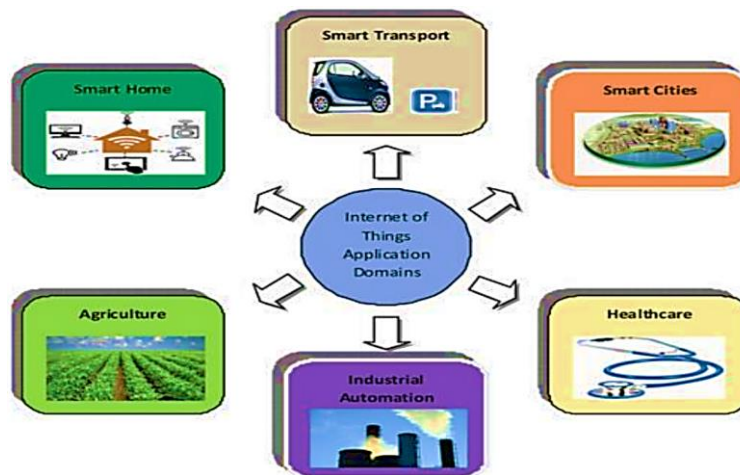 Smart Transport
P
Smart Home
Smart Cities
Internet of
Things
Application
Domains
Agriculture
Healthcare
Industrial
Automation